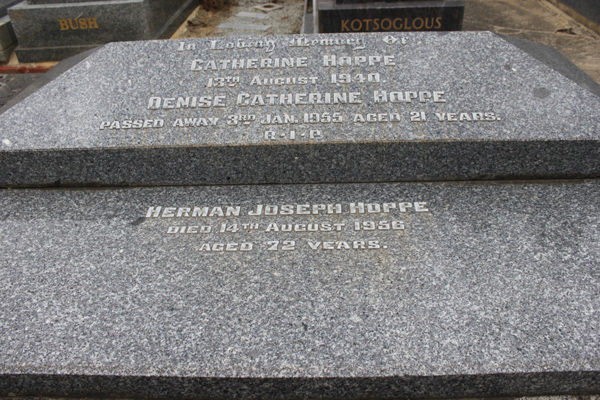 BUSH
KOTSOGLOUS
In Loving Memory Of
CATHERINE HOPPE
13TH AUGUST 1940
DENISE CATHERINE HOPPE
PASSED AWAY 3RD JAN. 1955 AGED 21 YEARS.
R.I.P.
HERMAN JOSEPH HOPPE
DIED 14TH AUGUST 1956
AGED 72 YEARS.